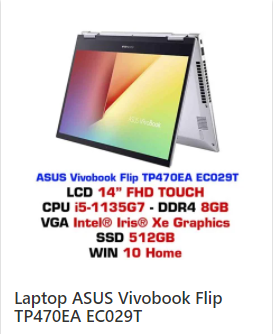 ASUS Vivobook Flip TP470EA EC029T
LCD 14" FHD TOUCH
CPU i5-1135G7 - DDR4 8GB
VGA Intel® Iris® Xe Graphics
SSD 512GB
WIN 10 Home
Laptop ASUS Vivobook Flip
TP470EA EC029T